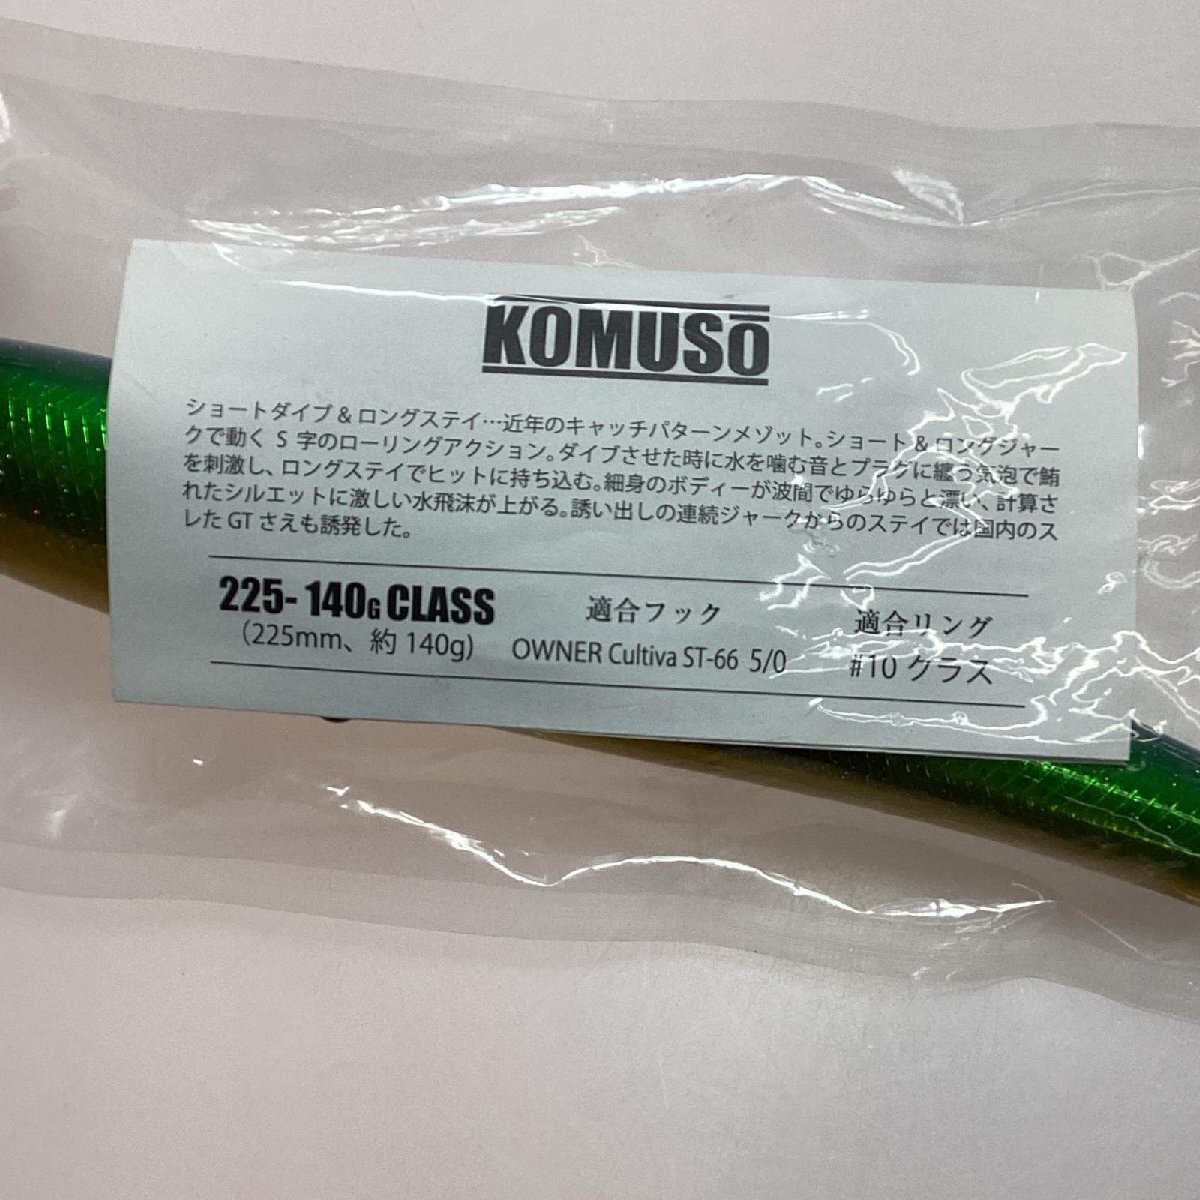 KOMUSō
ショートダイブ & ロングステイ…近年のキャッチパターンメゾット。ショート & ロングジャー
クで動く S 字のローリングアクション。ダイブさせた時に水を噛む音とプラグに纏う気泡で鮪
を刺激し、ロングステイでヒットに持ち込む。細身のボディーが波間でゆらゆらと漂い、計算さ
れたシルエットに激しい水飛沫が上がる。誘い出しの連続ジャークからのステイでは国内のス
レた GT さえも誘発した。
225- 140G CLASS 適合フック 適合リング
(225mm、約 140g) OWNER Cultiva ST-66 5/0 #10 クラス